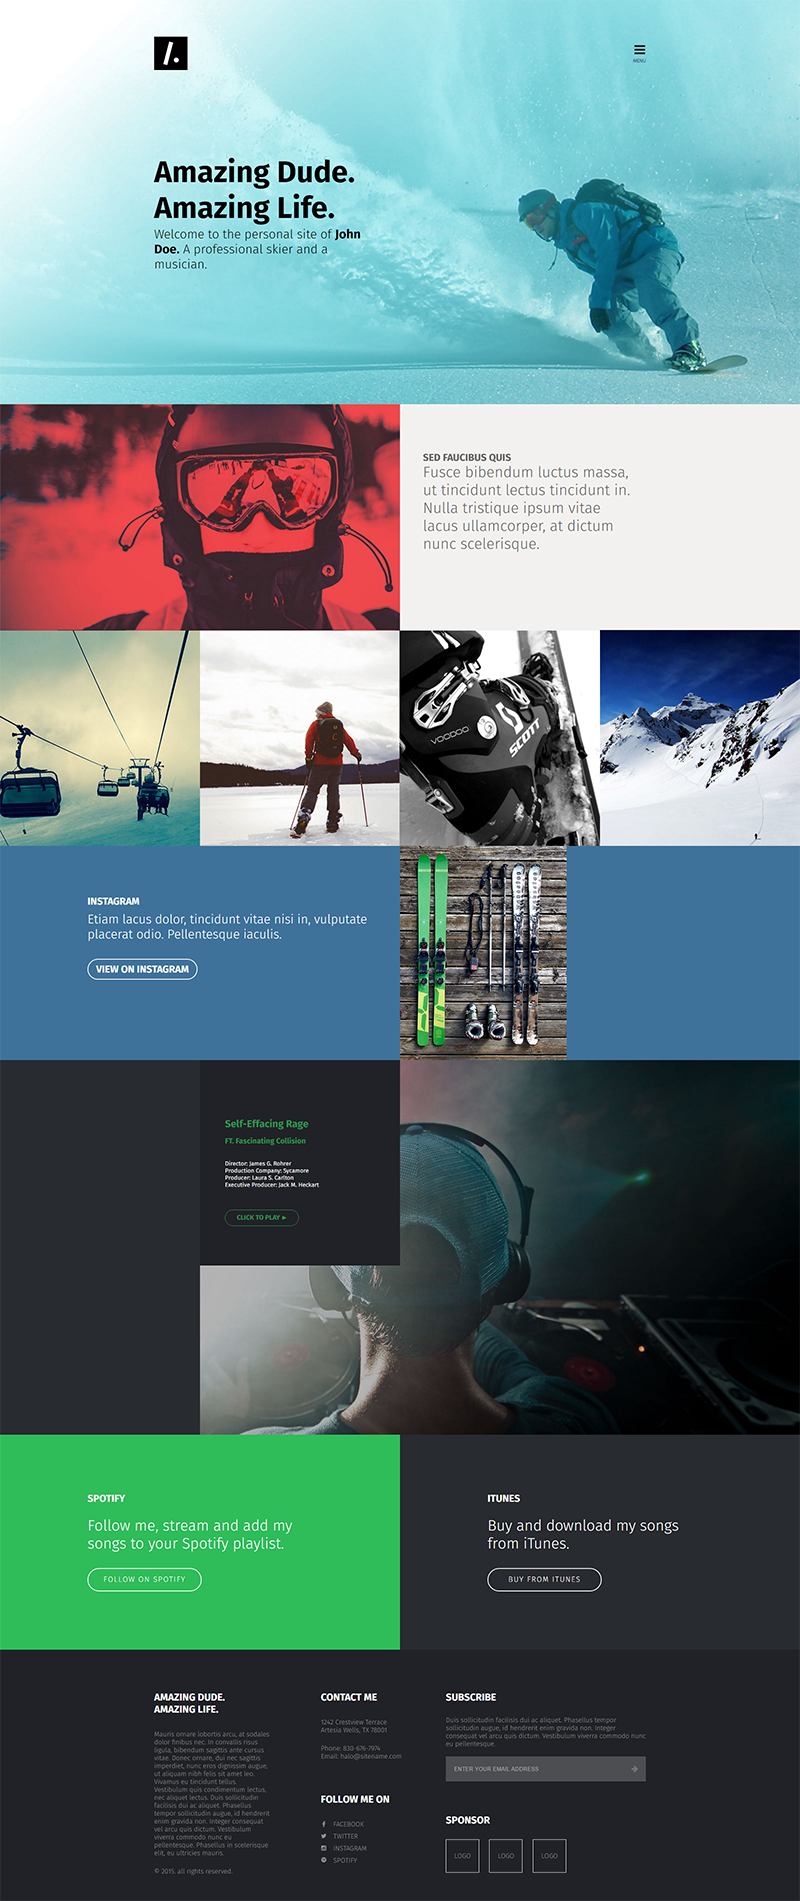 /.
MENU
Amazing Dude.
Amazing Life.
Welcome to the personal site of John
Doe. A professional skier and a
musician.
SED FAUCIBUS QUIS
Fusce bibendum luctus massa,
ut tincidunt lectus tincidunt in.
Nulla tristique ipsum vitae
lacus ullamcorper, at dictum
nunc scelerisque.
VOODOO
SCOTT
INSTAGRAM
Etiam lacus dolor, tincidunt vitae nisi in, vulputate
placerat odio. Pellentesque iaculis.
VIEW ON INSTAGRAM
Self-Effacing Rage
FT. Fascinating Collision
Director: James G. Rohrer
Production Company: Sycamore
Producer: Laura S. Carlton
Executive Producer: Jack M. Heckart
CLICK TO PLAY ►
SPOTIFY
Follow me, stream and add my
songs to your Spotify playlist.
FOLLOW ON SPOTIFY
ITUNES
Buy and download my songs
from iTunes.
BUY FROM ITUNES
AMAZING DUDE.
AMAZING LIFE.
Mauris ornare lobortis arcu, at sodales
dolor finibus nec. In convallis risus
ligula, bibendum sagittis ante cursus
vitae. Donec ornare, dui nec sagittis
imperdiet, nunc eros dignissim augue,
ut aliquam nibh felis sit amet leo.
Vivamus eu tincidunt tellus.
Vestibulum quis condimentum lectus,
nec aliquet lectus. Duis sollicitudin
facilisis dui ac aliquet. Phasellus
tempor sollicitudin augue, id hendrerit
enim gravida non. Integer consequat
vel arcu quis dictum. Vestibulum
viverra commodo nunc eu
pellentesque. Phasellus in scelerisque
elit, eu ultricies mauris.
© 2015. all rights reserved.
CONTACT ME
1242 Crestview Terrace
Artesia Wells, TX 78001
Phone: 830-676-7974
Email: halo@sitename.com
FOLLOW ME ON
FACEBOOK
TWITTER
INSTAGRAM
SPOTIFY
SUBSCRIBE
Duis sollicitudin facilisis dui ac aliquet. Phasellus tempor
sollicitudin augue, id hendrerit enim gravida non. Integer
consequat vel arcu quis dictum. Vestibulum viverra commodo nunc
eu pellentesque.
ENTER YOUR EMAIL ADDRESS
SPONSOR
LOGO
LOGO
LOGO